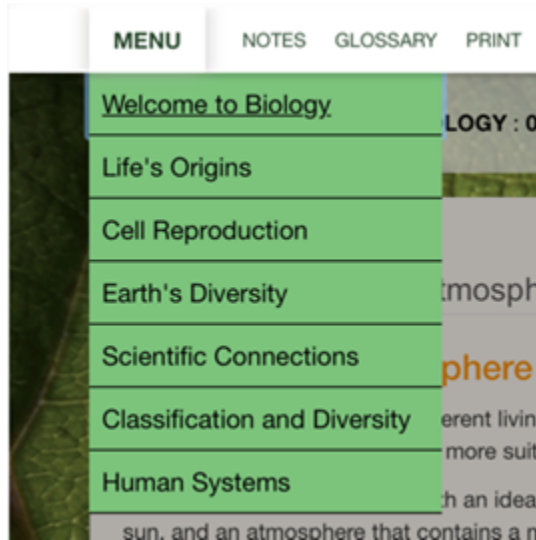 MENU NOTES GLOSSARY PRINT
Welcome to Biology
LOGY : 0
Life's Origins
Cell Reproduction
Earth's Diversity
tmosph
Scientific Connections
phere
Classification and Diversity
erent livin
more suit
Human Systems
h an idea
sun, and an atmosphere that contains a